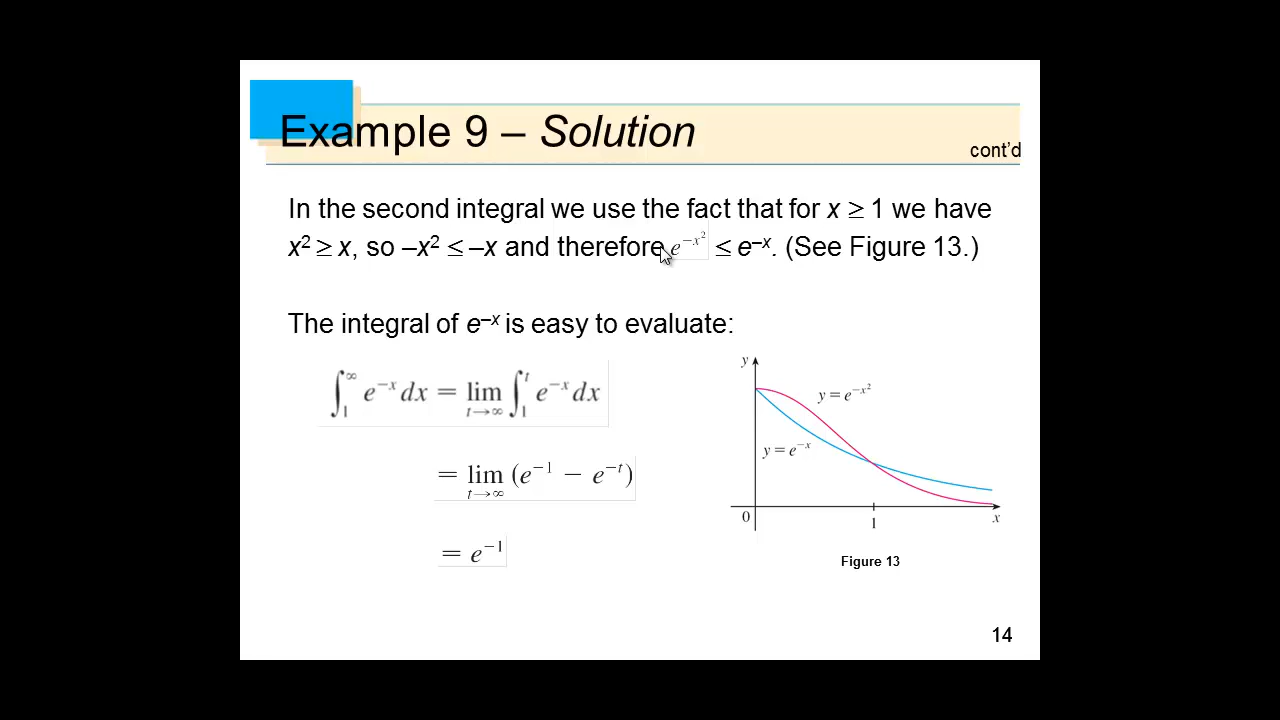 Example 9 – Solution
cont'd
In the second integral we use the fact that for x ≥ 1 we have
x² ≥ x, so –x² ≤ –x and therefore e^{−x²} ≤ e^{–x}. (See Figure 13.)
The integral of e^{–x} is easy to evaluate:
∫₁^∞ e^{−x} dx = lim_{t→∞} ∫₁^t e^{−x} dx
= lim_{t→∞} (e^{−1} − e^{−t})
= e^{−1}
y
y = e^{−x²}
y = e^{−x}
0
1
x
Figure 13
14